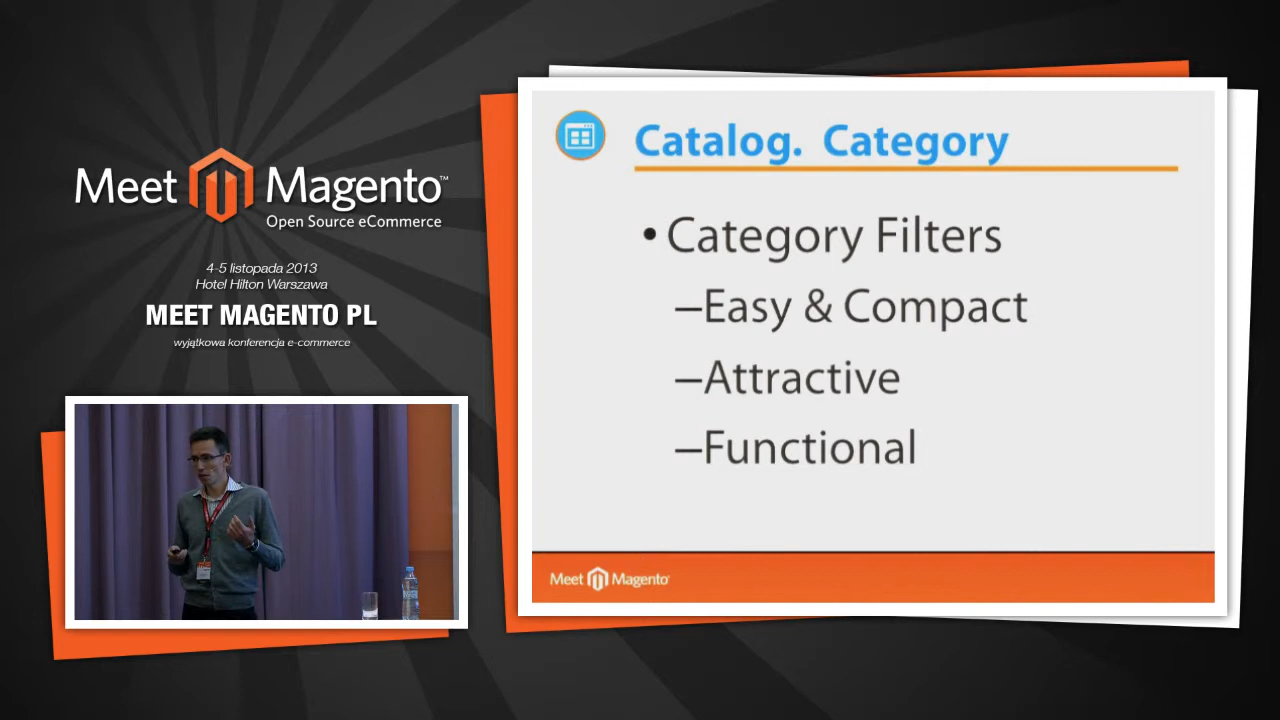 Meet Magento™
Open Source eCommerce
4-5 listopada 2013
Hotel Hilton Warszawa
MEET MAGENTO PL
wyjątkowa konferencja e-commerce
Catalog. Category
• Category Filters
–Easy & Compact
–Attractive
–Functional
Meet Magento